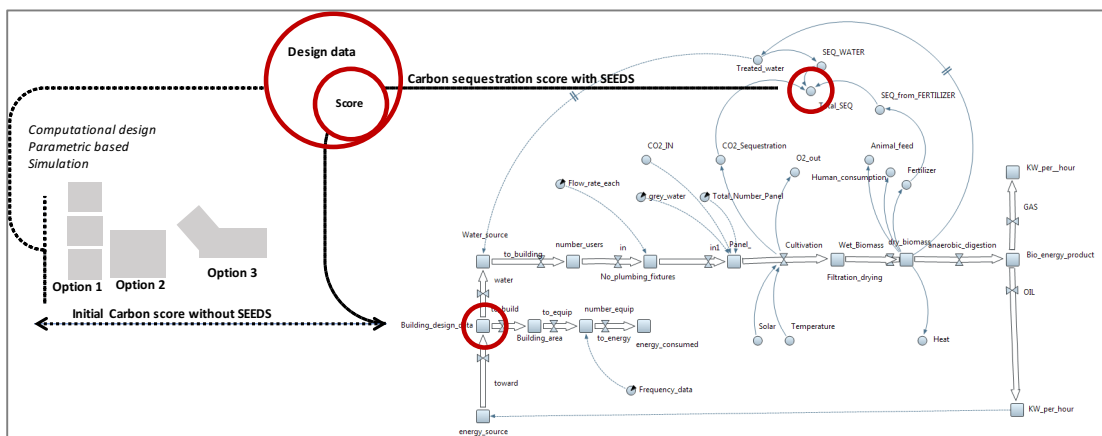 Design data
Score
Carbon sequestration score with SEEDS
Computational design
Parametric based
Simulation
Option 1
Option 2
Option 3
Initial Carbon score without SEEDS
Treated_water
SEQ_WATER
Total_SEQ
SEQ_from_FERTILIZER
CO2_IN
CO2_Sequestration
O2_out
Animal_feed
Human_consumption
Fertilizer
KW_per__hour
Flow_rate_each
grey_water
Total_Number_Panel
GAS
Water_source
to_building
number_users
in
No_plumbing_fixtures
in1
Panel_
Cultivation
Wet_Biomass
Filtration_drying
dry_biomass
anaerobic_digestion
Bio_energy_product
water
OIL
Building_design_data
to_build
Building_area
to_equip
number_equip
to_energy
energy_consumed
Solar
Temperature
Heat
toward
Frequency_data
energy_source
KW_per_hour